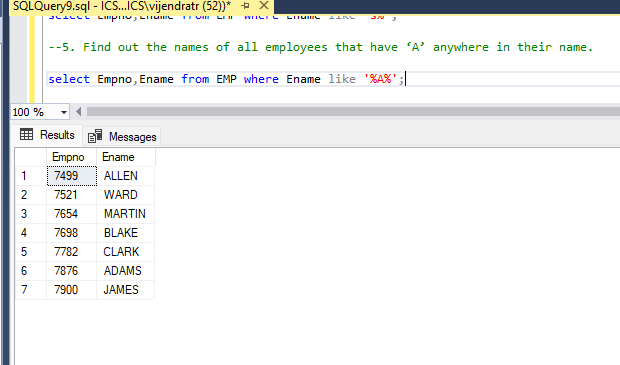 SQLQuery9.sql - ICS...ICS\vijendratr (52))*
select Empno,Ename from EMP where Ename like 's%';
--5. Find out the names of all employees that have ‘A’ anywhere in their name.
select Empno,Ename from EMP where Ename like '%A%';
100 %
Results Messages
Empno Ename
1 7499 ALLEN
2 7521 WARD
3 7654 MARTIN
4 7698 BLAKE
5 7782 CLARK
6 7876 ADAMS
7 7900 JAMES